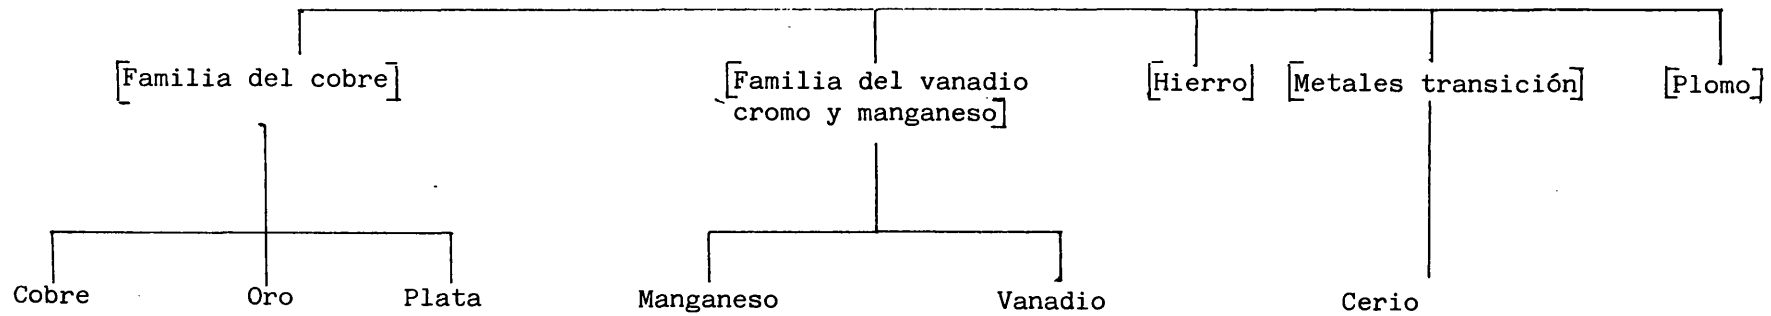 [Familia del cobre]
[Familia del vanadio
cromo y manganeso]
[Hierro]
[Metales transición]
[Plomo]
Cobre
Oro
Plata
Manganeso
Vanadio
Cerio